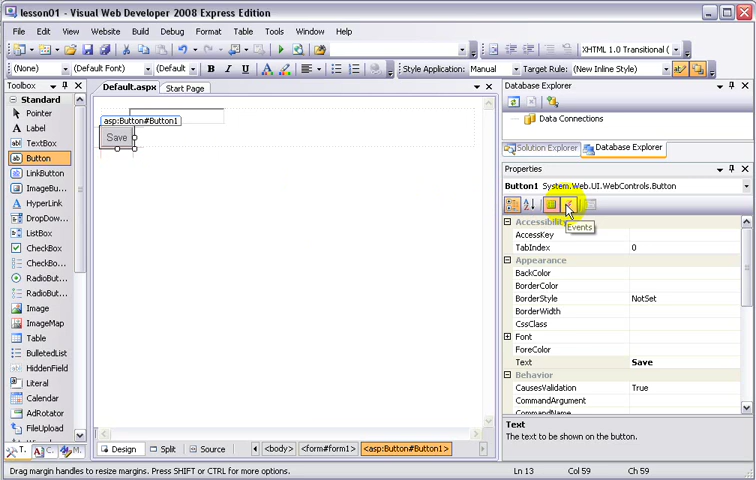 lesson01 - Visual Web Developer 2008 Express Edition
File Edit View Website Build Debug Format Table Tools Window Help
XHTML 1.0 Transitional (
(None) (Default Font) (Default B I U A Style Application: Manual Target Rule: (New Inline Style)
Toolbox
Standard
Pointer
Label
TextBox
Button
LinkButton
ImageBu...
HyperLink
DropDow...
ListBox
CheckBox
CheckBo...
RadioBut...
RadioBut...
Image
ImageMap
Table
BulletedList
HiddenField
Literal
Calendar
AdRotator
FileUpload
T. C. M.
Default.aspx Start Page
asp:Button#Button1
Save
Design Split Source <body> <form#form1> <asp:Button#Button1>
Database Explorer
Data Connections
Solution Explorer Database Explorer
Properties
Button1 System.Web.UI.WebControls.Button
Events
Accessibility
AccessKey
TabIndex 0
Appearance
BackColor
BorderColor
BorderStyle NotSet
BorderWidth
CssClass
Font
ForeColor
Text Save
Behavior
CausesValidation True
CommandArgument
CommandName
Text
The text to be shown on the button.
Drag margin handles to resize margins. Press SHIFT or CTRL for more options. Ln 13 Col 59 Ch 59